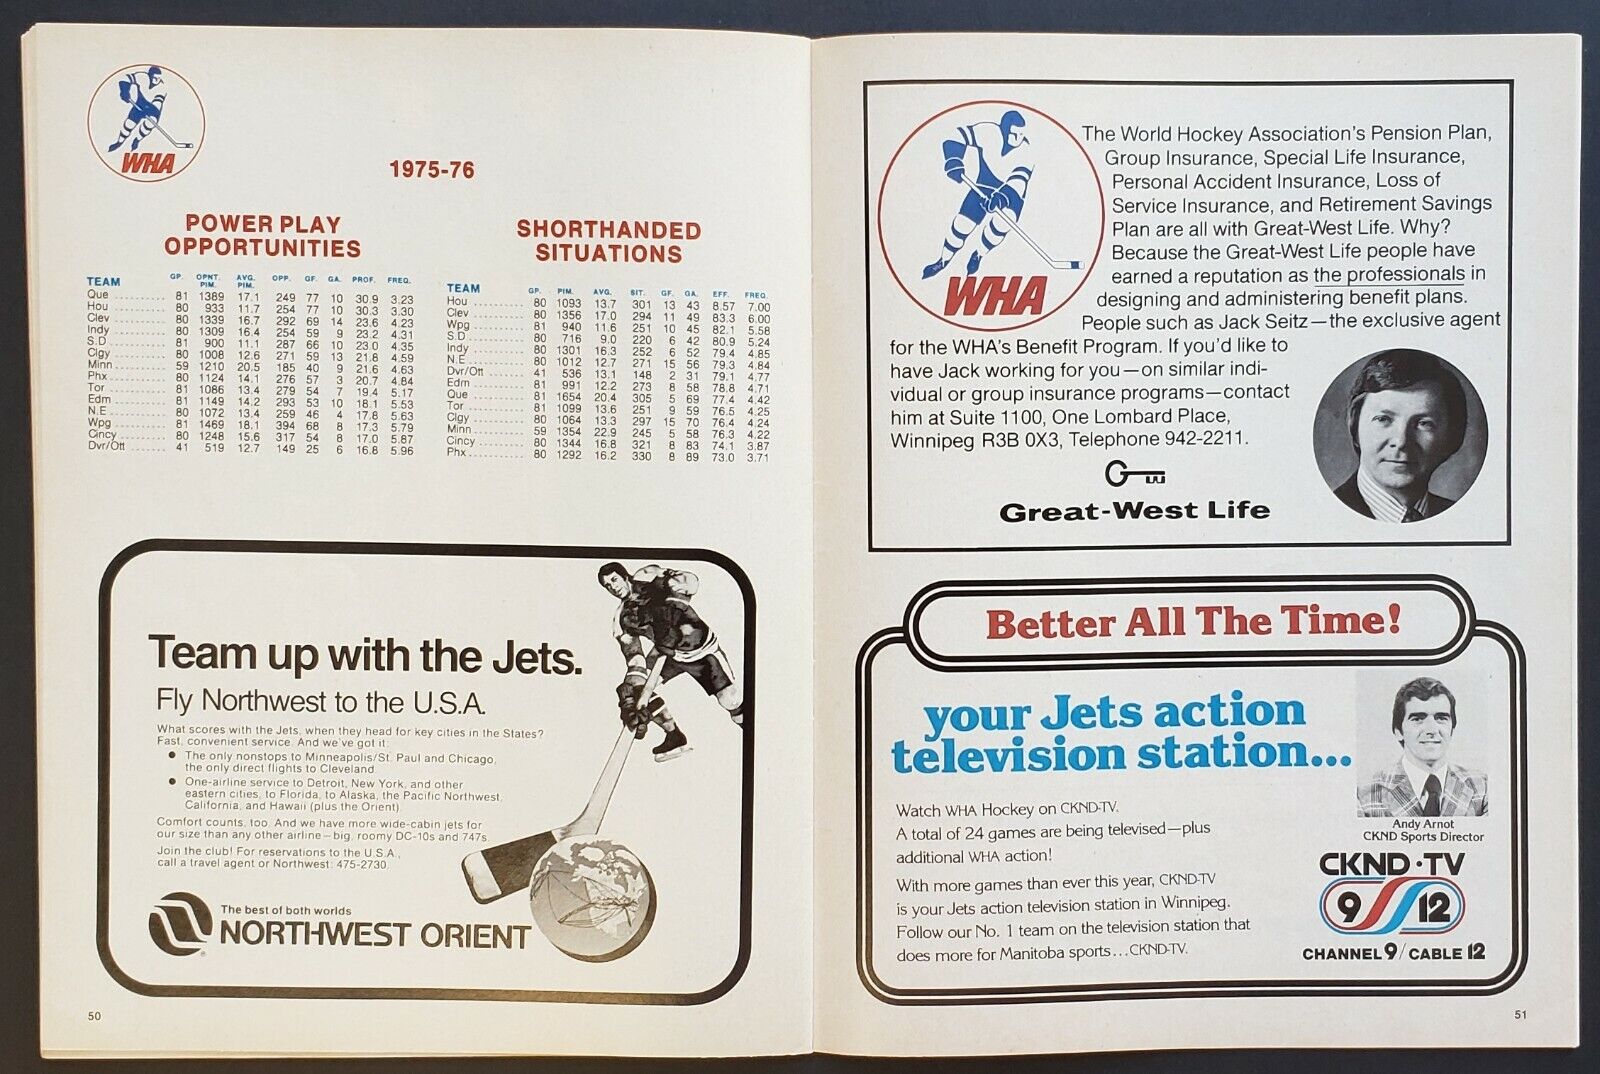 WHA
1975-76
POWER PLAY
OPPORTUNITIES
TEAM GP. OPNT. PIM. AVG. PIM. OPP. GF. GA. PROF. FREQ.
Que .......... 81 1389 17.1 249 77 10 30.9 3.23
Hou .......... 80 933 11.7 254 77 10 30.3 3.30
Clev .......... 80 1339 16.7 292 69 14 23.6 4.23
Indy .......... 80 1309 16.4 254 59 9 23.2 4.31
S.D .......... 81 900 11.1 287 66 10 23.0 4.35
Clgy .......... 80 1008 12.6 271 59 13 21.8 4.59
Minn .......... 59 1210 20.5 185 40 9 21.6 4.63
Phx .......... 80 1124 14.1 276 57 3 20.7 4.84
Tor .......... 81 1086 13.4 279 54 7 19.4 5.17
Edm .......... 81 1149 14.2 293 53 10 18.1 5.53
N.E. .......... 80 1072 13.4 259 46 4 17.8 5.63
Wpg .......... 81 1469 18.1 394 68 8 17.3 5.79
Cincy .......... 80 1248 15.6 317 54 8 17.0 5.87
Dvr/Ott ........ 41 519 12.7 149 25 6 16.8 5.96
SHORTHANDED
SITUATIONS
TEAM GP. PIM. AVG. SIT. GF. GA. EFF. FREQ.
Hou .......... 80 1093 13.7 301 13 43 8.57 7.00
Clev .......... 80 1356 17.0 294 11 49 83.3 6.00
Wpg .......... 81 940 11.6 251 10 45 82.1 5.58
S.D .......... 80 716 9.0 220 6 42 80.9 5.24
Indy .......... 80 1301 16.3 252 6 52 79.4 4.85
N.E .......... 80 1012 12.7 271 15 56 79.3 4.84
Dvr/Ott ........ 41 536 13.1 148 2 31 79.1 4.77
Edm .......... 81 991 12.2 273 8 58 78.8 4.71
Que .......... 81 1654 20.4 305 5 69 77.4 4.42
Tor .......... 81 1099 13.6 251 9 59 76.5 4.25
Clgy .......... 80 1064 13.3 297 15 70 76.4 4.24
Minn .......... 59 1354 22.9 245 5 58 76.3 4.22
Cincy .......... 80 1344 16.8 321 8 83 74.1 3.87
Phx .......... 80 1292 16.2 330 8 89 73.0 3.71
Team up with the Jets.
Fly Northwest to the U.S.A.
What scores with the Jets, when they head for key cities in the States?
Fast, convenient service. And we've got it:
● The only nonstops to Minneapolis/St. Paul and Chicago,
the only direct flights to Cleveland
● One-airline service to Detroit, New York, and other
eastern cities, to Florida, to Alaska, the Pacific Northwest,
California, and Hawaii (plus the Orient).
Comfort counts, too. And we have more wide-cabin jets for
our size than any other airline—big, roomy DC-10s and 747s.
Join the club! For reservations to the U.S.A.,
call a travel agent or Northwest: 475-2730.
The best of both worlds
NORTHWEST ORIENT
®
50
WHA
The World Hockey Association's Pension Plan,
Group Insurance, Special Life Insurance,
Personal Accident Insurance, Loss of
Service Insurance, and Retirement Savings
Plan are all with Great-West Life. Why?
Because the Great-West Life people have
earned a reputation as the professionals in
designing and administering benefit plans.
People such as Jack Seitz—the exclusive agent
for the WHA's Benefit Program. If you'd like to
have Jack working for you—on similar indi-
vidual or group insurance programs—contact
him at Suite 1100, One Lombard Place,
Winnipeg R3B 0X3, Telephone 942-2211.
Great-West Life
Better All The Time!
your Jets action
television station...
Watch WHA Hockey on CKND-TV.
A total of 24 games are being televised—plus
additional WHA action!
With more games than ever this year, CKND-TV
is your Jets action television station in Winnipeg.
Follow our No. 1 team on the television station that
does more for Manitoba sports...CKND-TV.
Andy Arnot
CKND Sports Director
CKND·TV
9 12
CHANNEL 9/CABLE 12
51